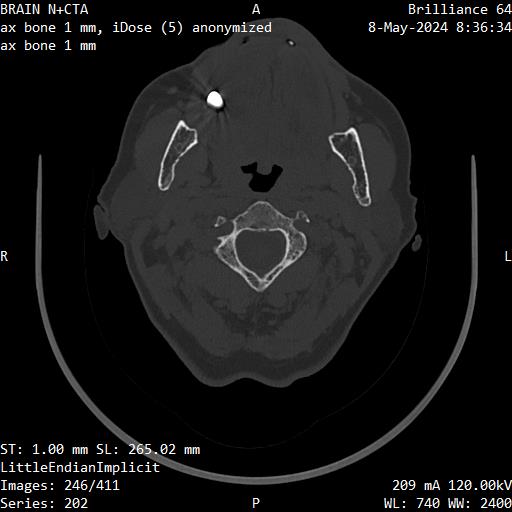 BRAIN N+CTA
A
Brilliance 64
ax bone 1 mm, iDose (5) anonymized
8-May-2024 8:36:34
ax bone 1 mm
R
L
ST: 1.00 mm SL: 265.02 mm
LittleEndianImplicit
Images: 246/411
209 mA 120.00kV
Series: 202
P
WL: 740 WW: 2400